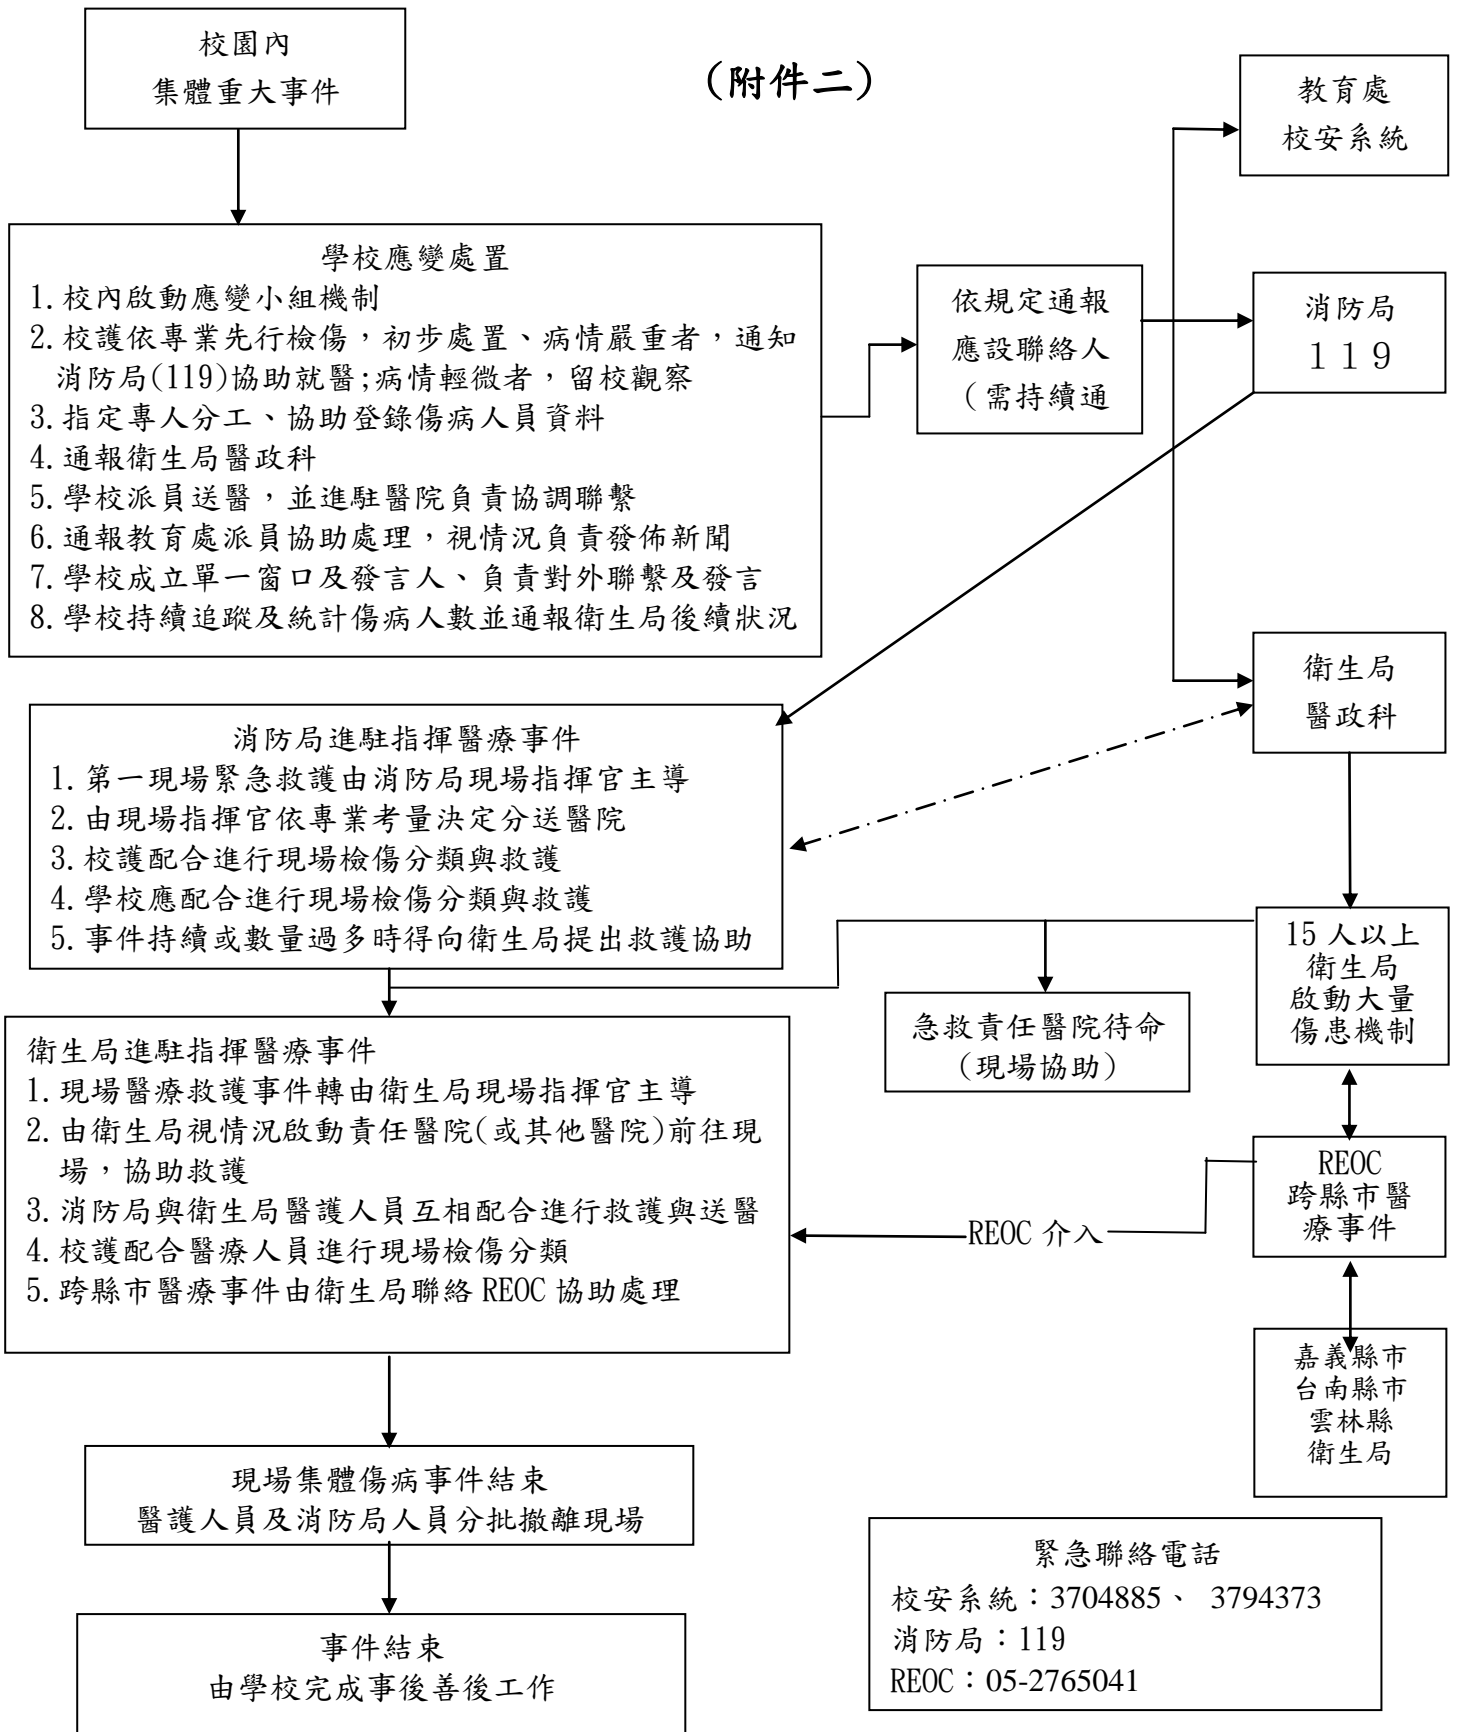 校園內
集體重大事件
(附件二)
教育處
校安系統
學校應變處置
1.校內啟動應變小組機制
2.校護依專業先行檢傷，初步處置、病情嚴重者，通知
消防局(119)協助就醫;病情輕微者，留校觀察
3.指定專人分工、協助登錄傷病人員資料
4.通報衛生局醫政科
5.學校派員送醫，並進駐醫院負責協調聯繫
6.通報教育處派員協助處理，視情況負責發佈新聞
7.學校成立單一窗口及發言人、負責對外聯繫及發言
8.學校持續追蹤及統計傷病人數並通報衛生局後續狀況
依規定通報
應設聯絡人
（需持續通
消防局
１１９
衛生局
醫政科
消防局進駐指揮醫療事件
1.第一現場緊急救護由消防局現場指揮官主導
2.由現場指揮官依專業考量決定分送醫院
3.校護配合進行現場檢傷分類與救護
4.學校應配合進行現場檢傷分類與救護
5.事件持續或數量過多時得向衛生局提出救護協助
15人以上
衛生局
啟動大量
傷患機制
急救責任醫院待命
(現場協助)
衛生局進駐指揮醫療事件
1.現場醫療救護事件轉由衛生局現場指揮官主導
2.由衛生局視情況啟動責任醫院(或其他醫院)前往現
場，協助救護
3.消防局與衛生局醫護人員互相配合進行救護與送醫
4.校護配合醫療人員進行現場檢傷分類
5.跨縣市醫療事件由衛生局聯絡REOC協助處理
REOC 介入
REOC
跨縣市醫
療事件
嘉義縣市
台南縣市
雲林縣
衛生局
現場集體傷病事件結束
醫護人員及消防局人員分批撤離現場
事件結束
由學校完成事後善後工作
緊急聯絡電話
校安系統：3704885、 3794373
消防局：119
REOC：05-2765041